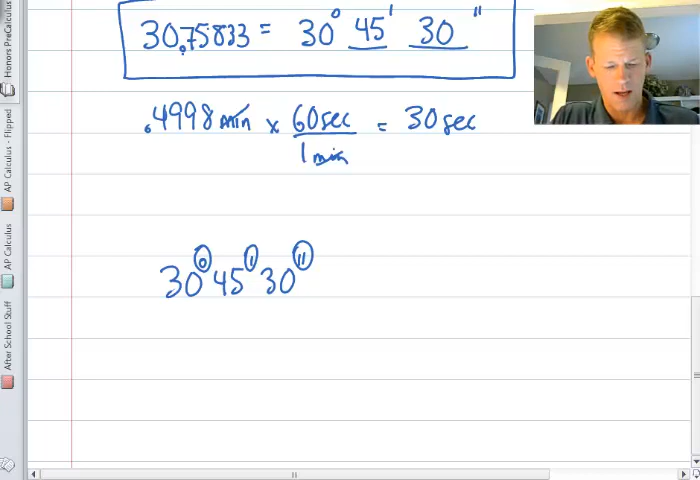 30.75833 = 30° 45' 30"
.4998 min x 60sec/1min = 30 sec
30° 45' 30"
Honors PreCalculus
AP Calculus - Flipped
AP Calculus
After School Stuff